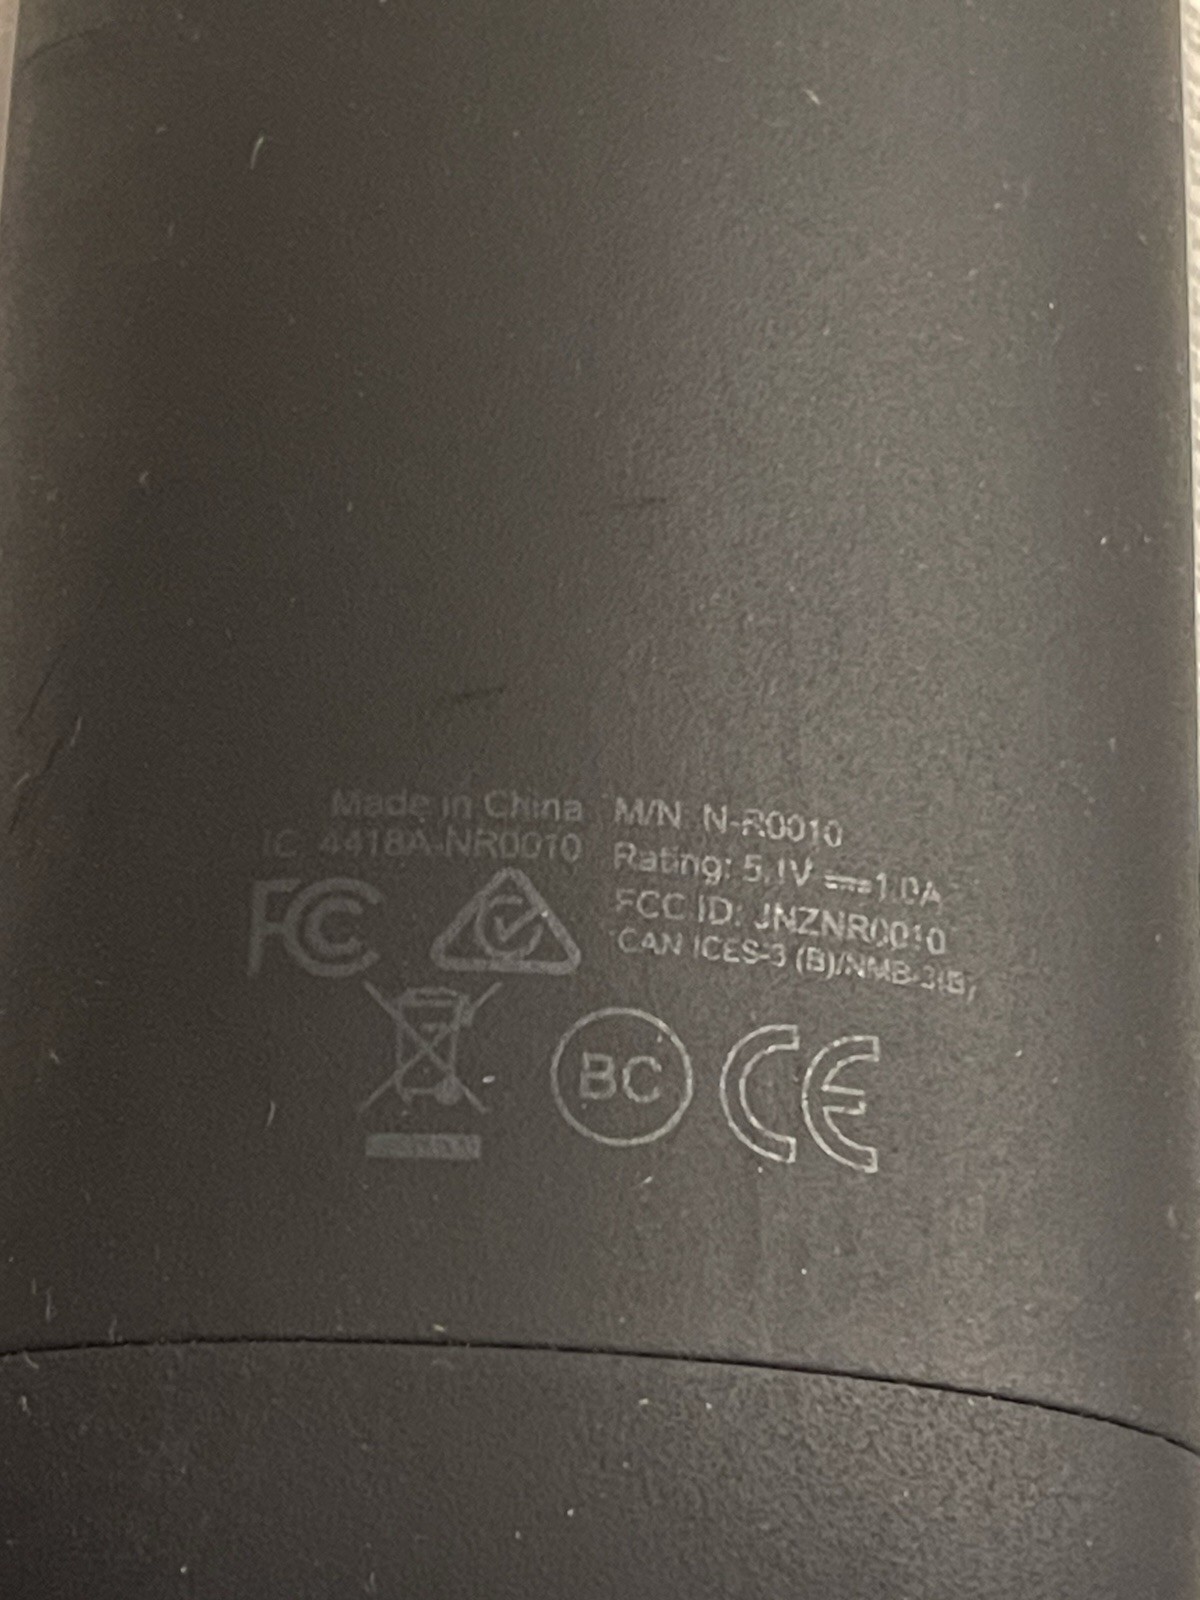 Made in China
IC 4418A-NR0010
M/N: N-R0010
Rating: 5.1V ⎓ 1.0A
FCC ID: JNZNR0010
CAN ICES-3 (B)/NMB-3(B)
FC
BC
CE